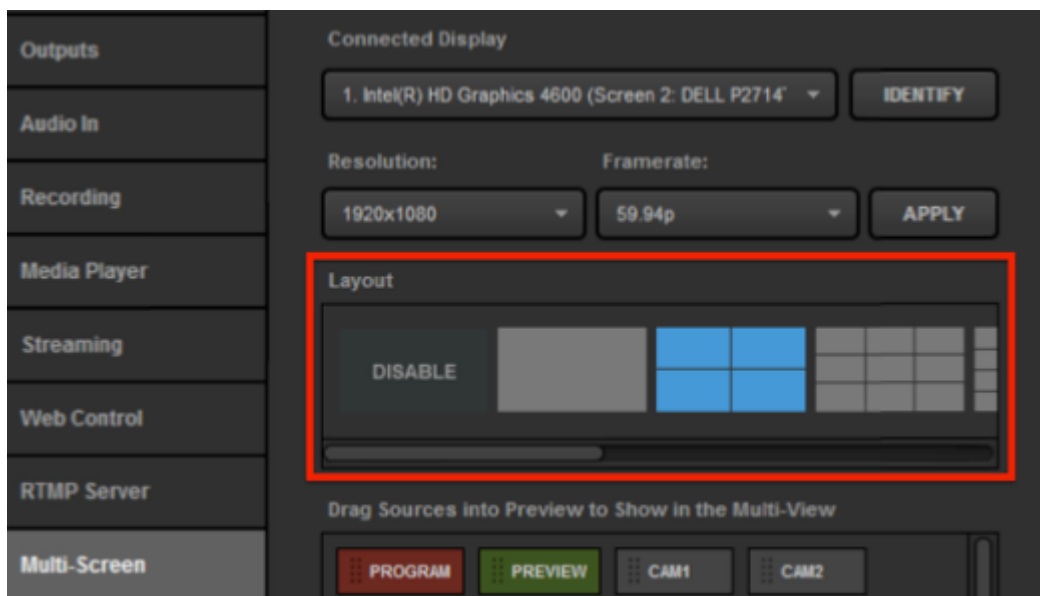 Outputs
Audio In
Recording
Media Player
Streaming
Web Control
RTMP Server
Multi-Screen
Connected Display
1. Intel(R) HD Graphics 4600 (Screen 2: DELL P2714
IDENTIFY
Resolution:
Framerate:
1920x1080
59.94p
APPLY
Layout
DISABLE
Drag Sources into Preview to Show in the Multi-View
PROGRAM
PREVIEW
CAM1
CAM2